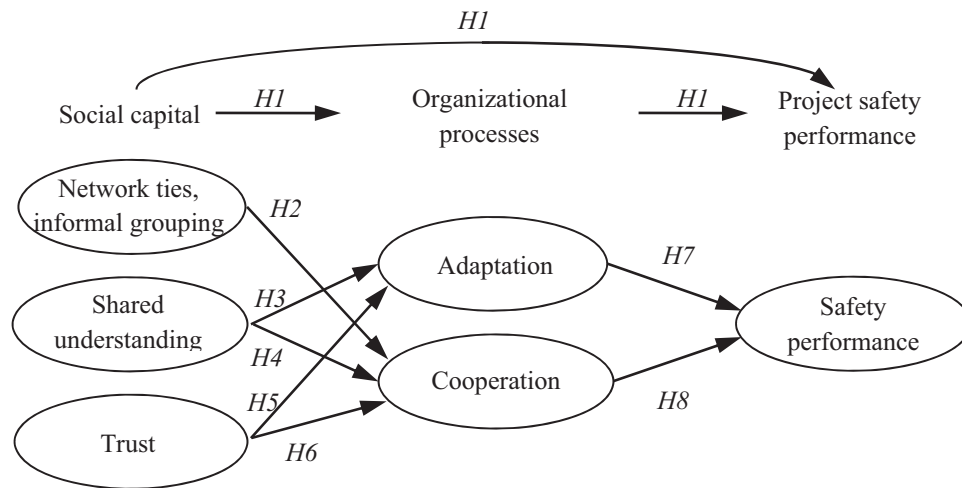 H1
Social capital
H1
Organizational
processes
H1
Project safety
performance
Network ties,
informal grouping
H2
Adaptation
H7
Shared
understanding
H3
H4
Safety
performance
Cooperation
H8
Trust
H5
H6